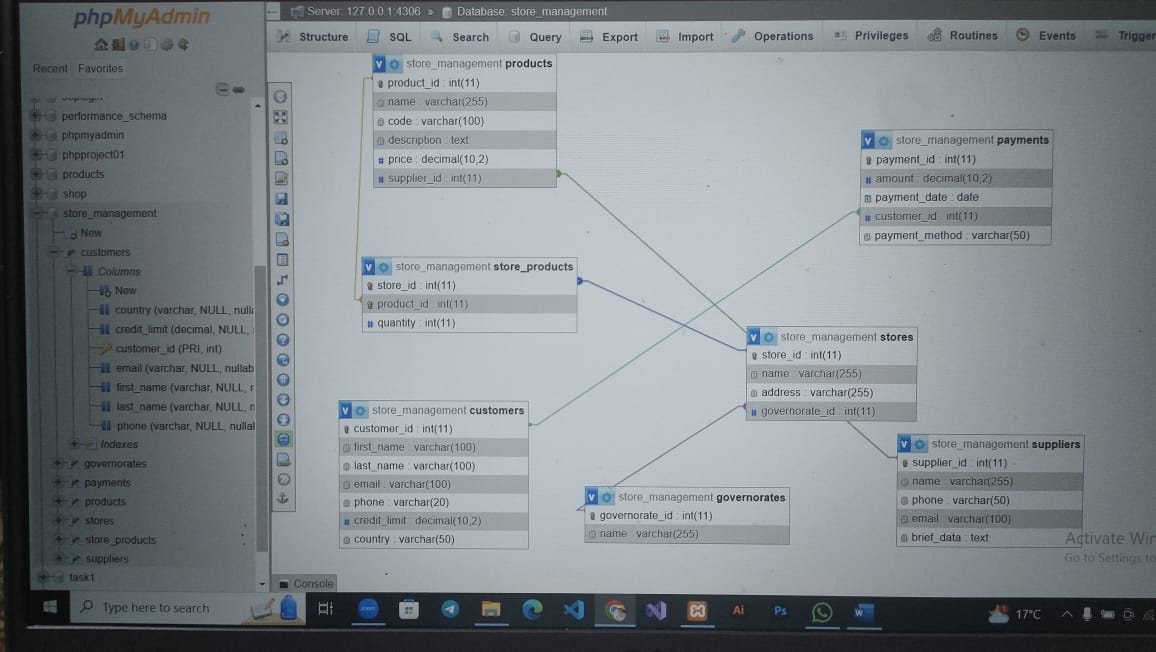 phpMyAdmin
Recent Favorites
performance_schema
phpmyadmin
phpproject01
products
shop
store_management
New
customers
Columns
New
country (varchar, NULL, nulla
credit_limit (decimal, NULL,
customer_id (PRI, int)
email (varchar, NULL, nullab
first_name (varchar, NULL, r
last_name (varchar, NULL, n
phone (varchar, NULL, nullal
Indexes
governorates
payments
products
stores
store_products
suppliers
task1
Server: 127.0.0.1:4306 » Database: store_management
Structure SQL Search Query Export Import Operations Privileges Routines Events Trigger
store_management products
product_id : int(11)
name : varchar(255)
code : varchar(100)
description : text
price : decimal(10,2)
supplier_id : int(11)
store_management payments
payment_id : int(11)
amount : decimal(10,2)
payment_date : date
customer_id : int(11)
payment_method : varchar(50)
store_management store_products
store_id : int(11)
product_id : int(11)
quantity : int(11)
store_management stores
store_id : int(11)
name : varchar(255)
address : varchar(255)
governorate_id : int(11)
store_management customers
customer_id : int(11)
first_name : varchar(100)
last_name : varchar(100)
email : varchar(100)
phone : varchar(20)
credit_limit : decimal(10,2)
country : varchar(50)
store_management governorates
governorate_id : int(11)
name : varchar(255)
store_management suppliers
supplier_id : int(11)
name : varchar(255)
phone : varchar(50)
email : varchar(100)
brief_data : text
Activate Win
Go to Settings to
Console
Type here to search
zoom
Ai
Ps
W
17°C